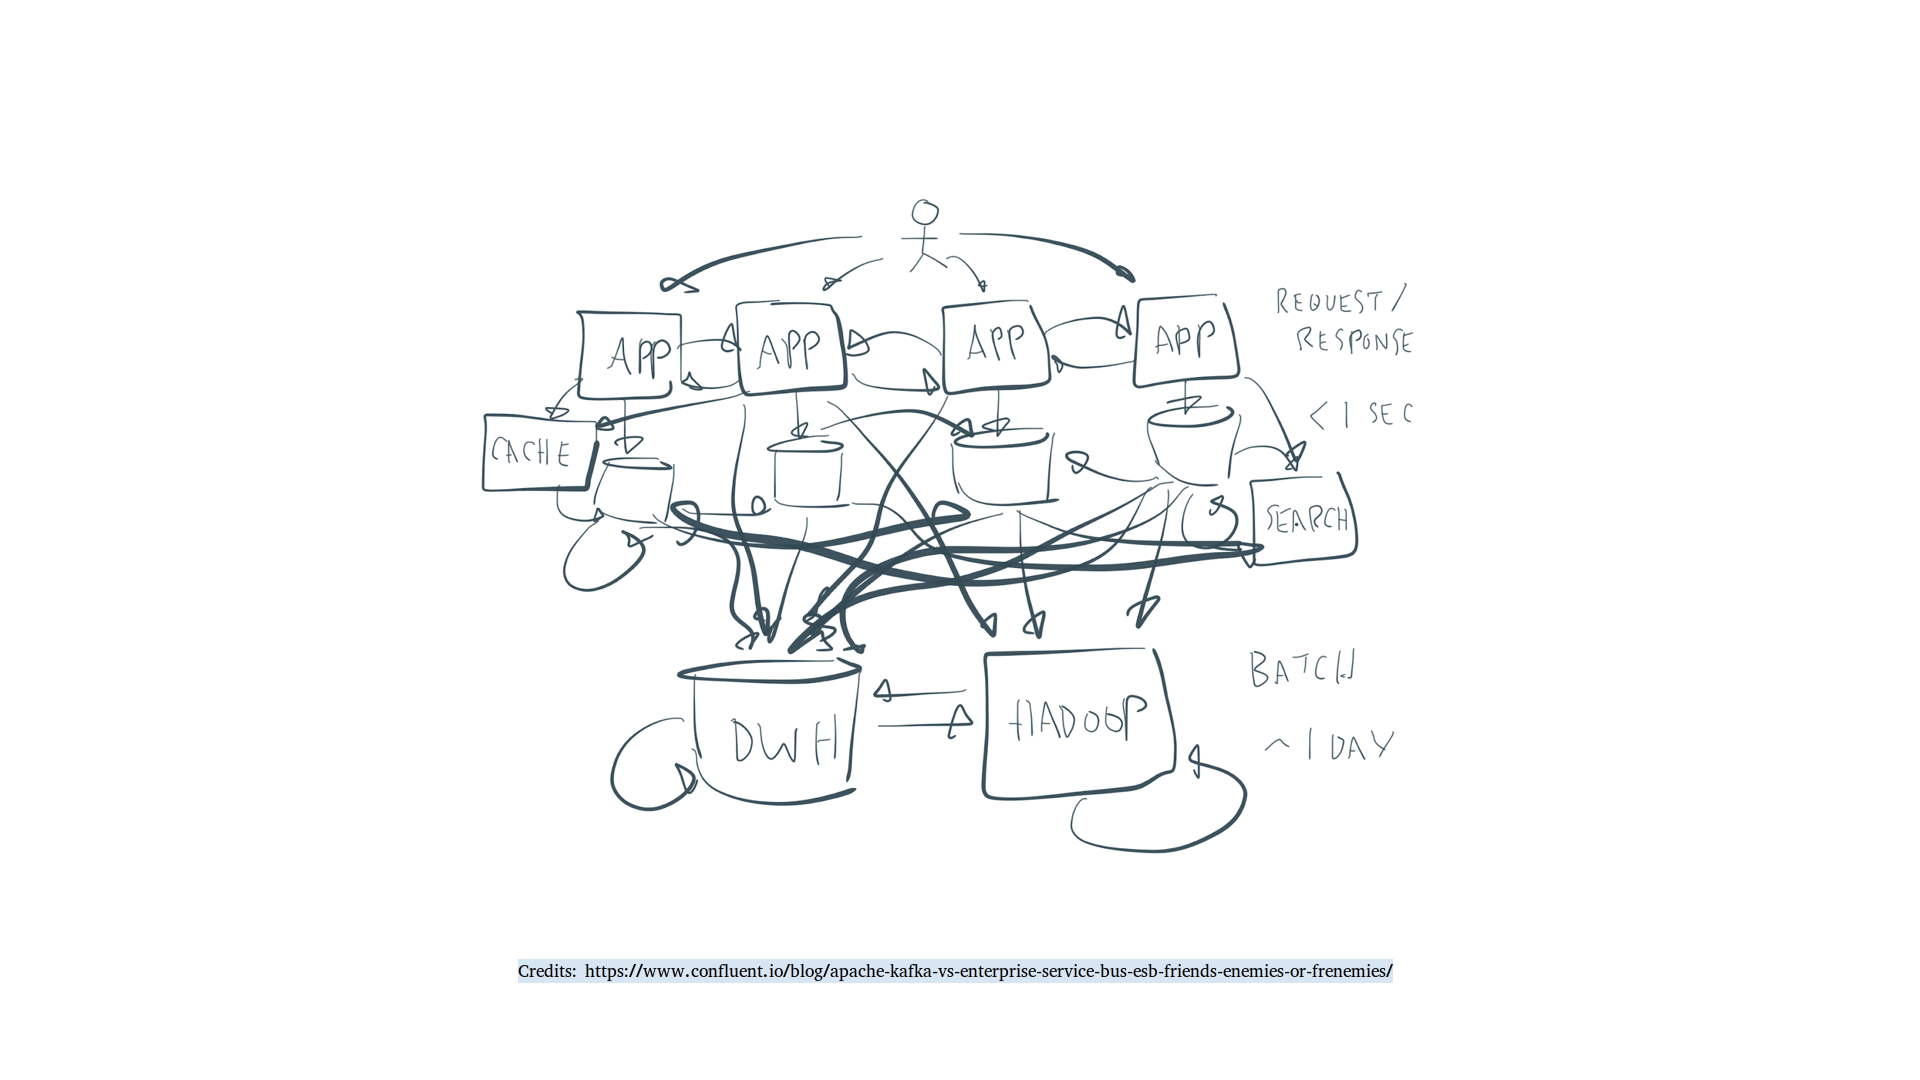 APP
APP
APP
APP
REQUEST /
RESPONSE
< 1 SEC
CACHE
SEARCH
DWH
HADOOP
BATCH
~ 1 DAY
Credits: https://www.confluent.io/blog/apache-kafka-vs-enterprise-service-bus-esb-friends-enemies-or-frenemies/